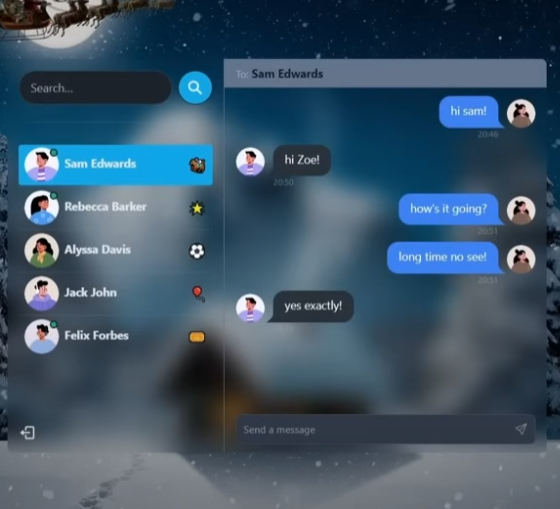 Search...
Sam Edwards
Rebecca Barker
Alyssa Davis
Jack John
Felix Forbes
To: Sam Edwards
hi sam!
20:46
hi Zoe!
20:50
how's it going?
20:51
long time no see!
20:51
yes exactly!
Send a message